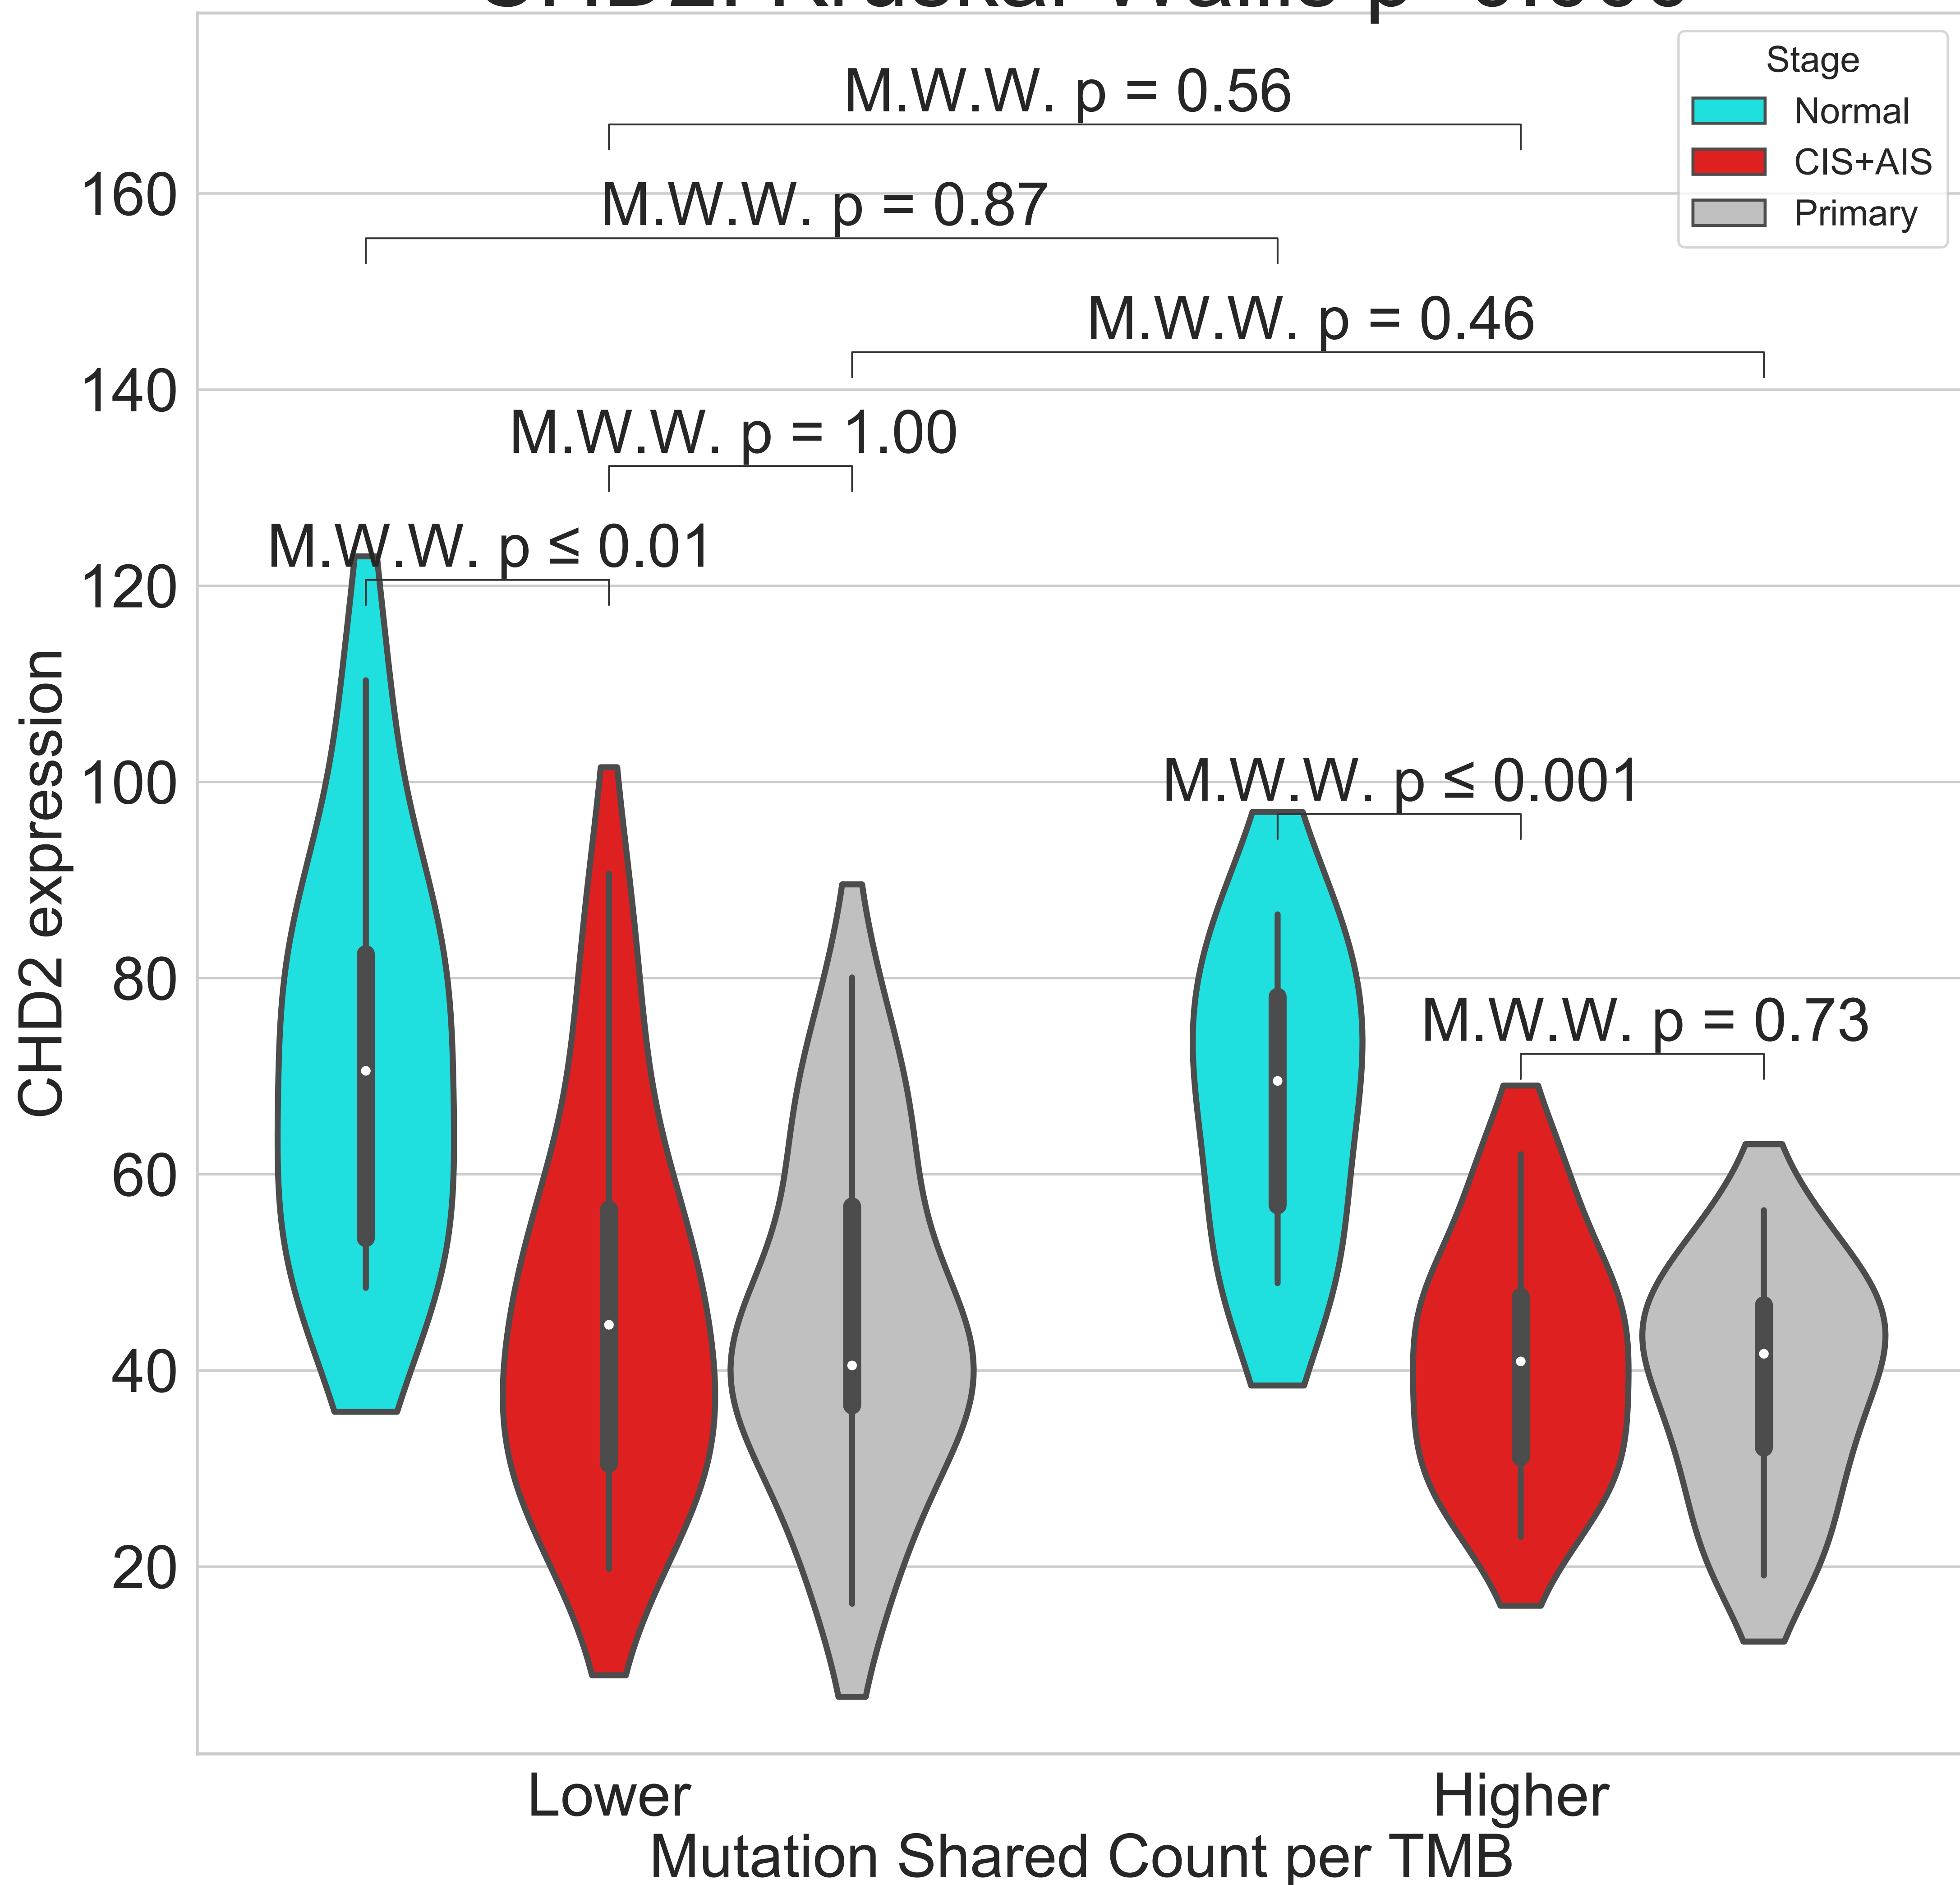 M.W.W. p = 0.56
M.W.W. p = 0.87
M.W.W. p = 0.46
M.W.W. p = 1.00
M.W.W. p ≤ 0.01
M.W.W. p ≤ 0.001
M.W.W. p = 0.73
Stage
Normal
CIS+AIS
Primary
CHD2 expression
160
140
120
100
80
60
40
20
Lower
Higher
Mutation Shared Count per TMB